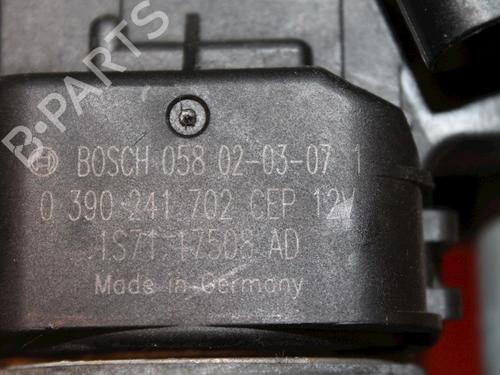 B-PARTS
BOSCH 058 02-03-07 1
0 390 241 702 CEP 12V
1S71 17508 AD
Made in Germany